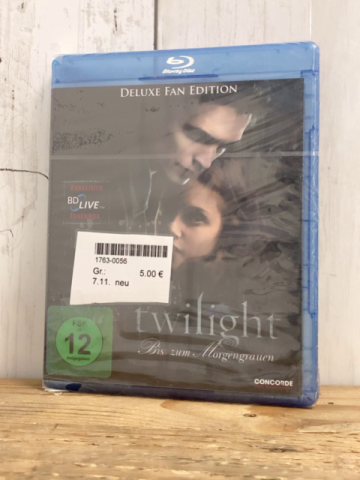 Blu-ray Disc
DELUXE FAN EDITION
BD LIVE™
1763-0056
Gr.: 5.00 €
7.11. neu
twilight
Bis zum Morgengrauen
FSK
12
CONCORDE